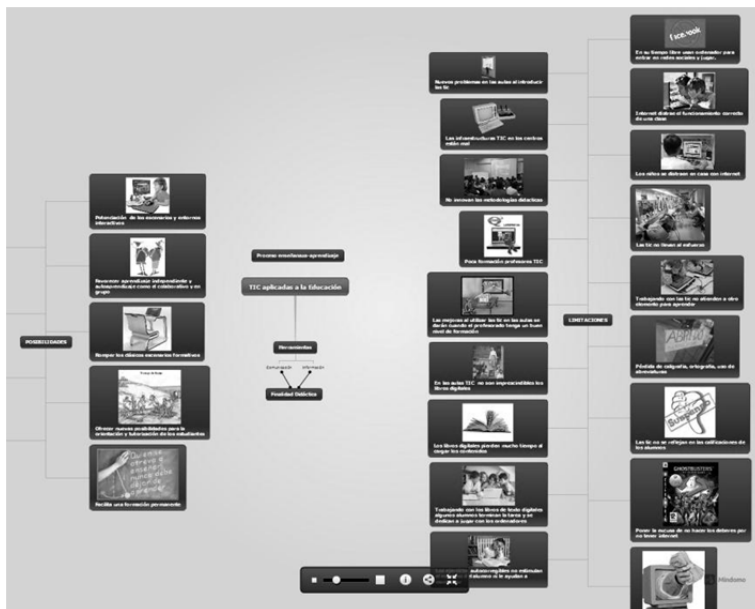 Potenciación de los escenarios y entornos
interactivos
Favorecer aprendizaje independiente y
autoaprendizaje como el colaborativo y en
grupo
POSIBILIDADES
Romper los clásicos escenarios formativos
Ofrecer nuevas posibilidades para la
orientación y tutorización de los estudiantes
Facilita una formación permanente
Proceso enseñanza-aprendizaje
TIC aplicadas a la Educación
Herramientas
Comunicación
Información
Finalidad Didáctica
Nuevos problemas en las aulas al introducir
las tic
Las infraestructuras TIC en los centros
están mal
No innovan las metodologías didácticas
Poca formación profesores TIC
Las mejoras al utilizar las tic en las aulas se
darán cuando el profesorado tenga un buen
nivel de formación
En las aulas TIC no son imprescindibles los
libros digitales
Los libros digitales pierden mucho tiempo al
cargar los contenidos
Trabajando con los libros de texto digitales
algunos alumnos terminan la tarea y se
dedican a jugar con los ordenadores
LIMITACIONES
facebook
En su tiempo libre usan ordenador para
entrar en redes sociales y jugar.
Internet distrae el funcionamiento correcto
de una clase
Los niños se distraen en casa con internet
Las tic no llevan al esfuerzo
Trabajando con las tic no atienden a otro
elemento para aprender
Pérdida de caligrafía, ortografía, uso de
abreviaturas
Suspenso
Las tic no se reflejan en las calificaciones de
los alumnos
GHOSTBUSTERS
Poner la excusa de no hacer los deberes por
no tener internet
Mindomo